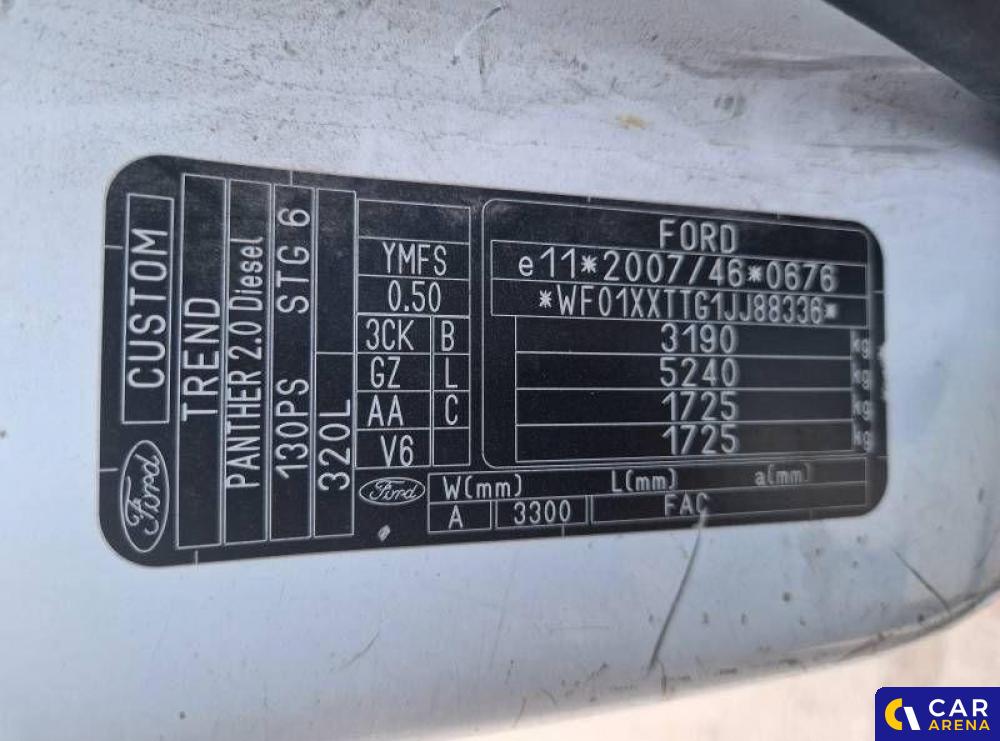 CUSTOM
Ford
TREND
PANTHER 2.0 Diesel
130PS STG 6
320L
YMFS
0.50
3CK B
GZ L
AA C
V6
FORD
e11*2007/46*0676
*WF01XXTTG1JJ88336*
3190 kg
5240 kg
1725 kg
1725 kg
Ford W(mm) L(mm) a(mm)
A 3300 FAC
CAR
ARENA